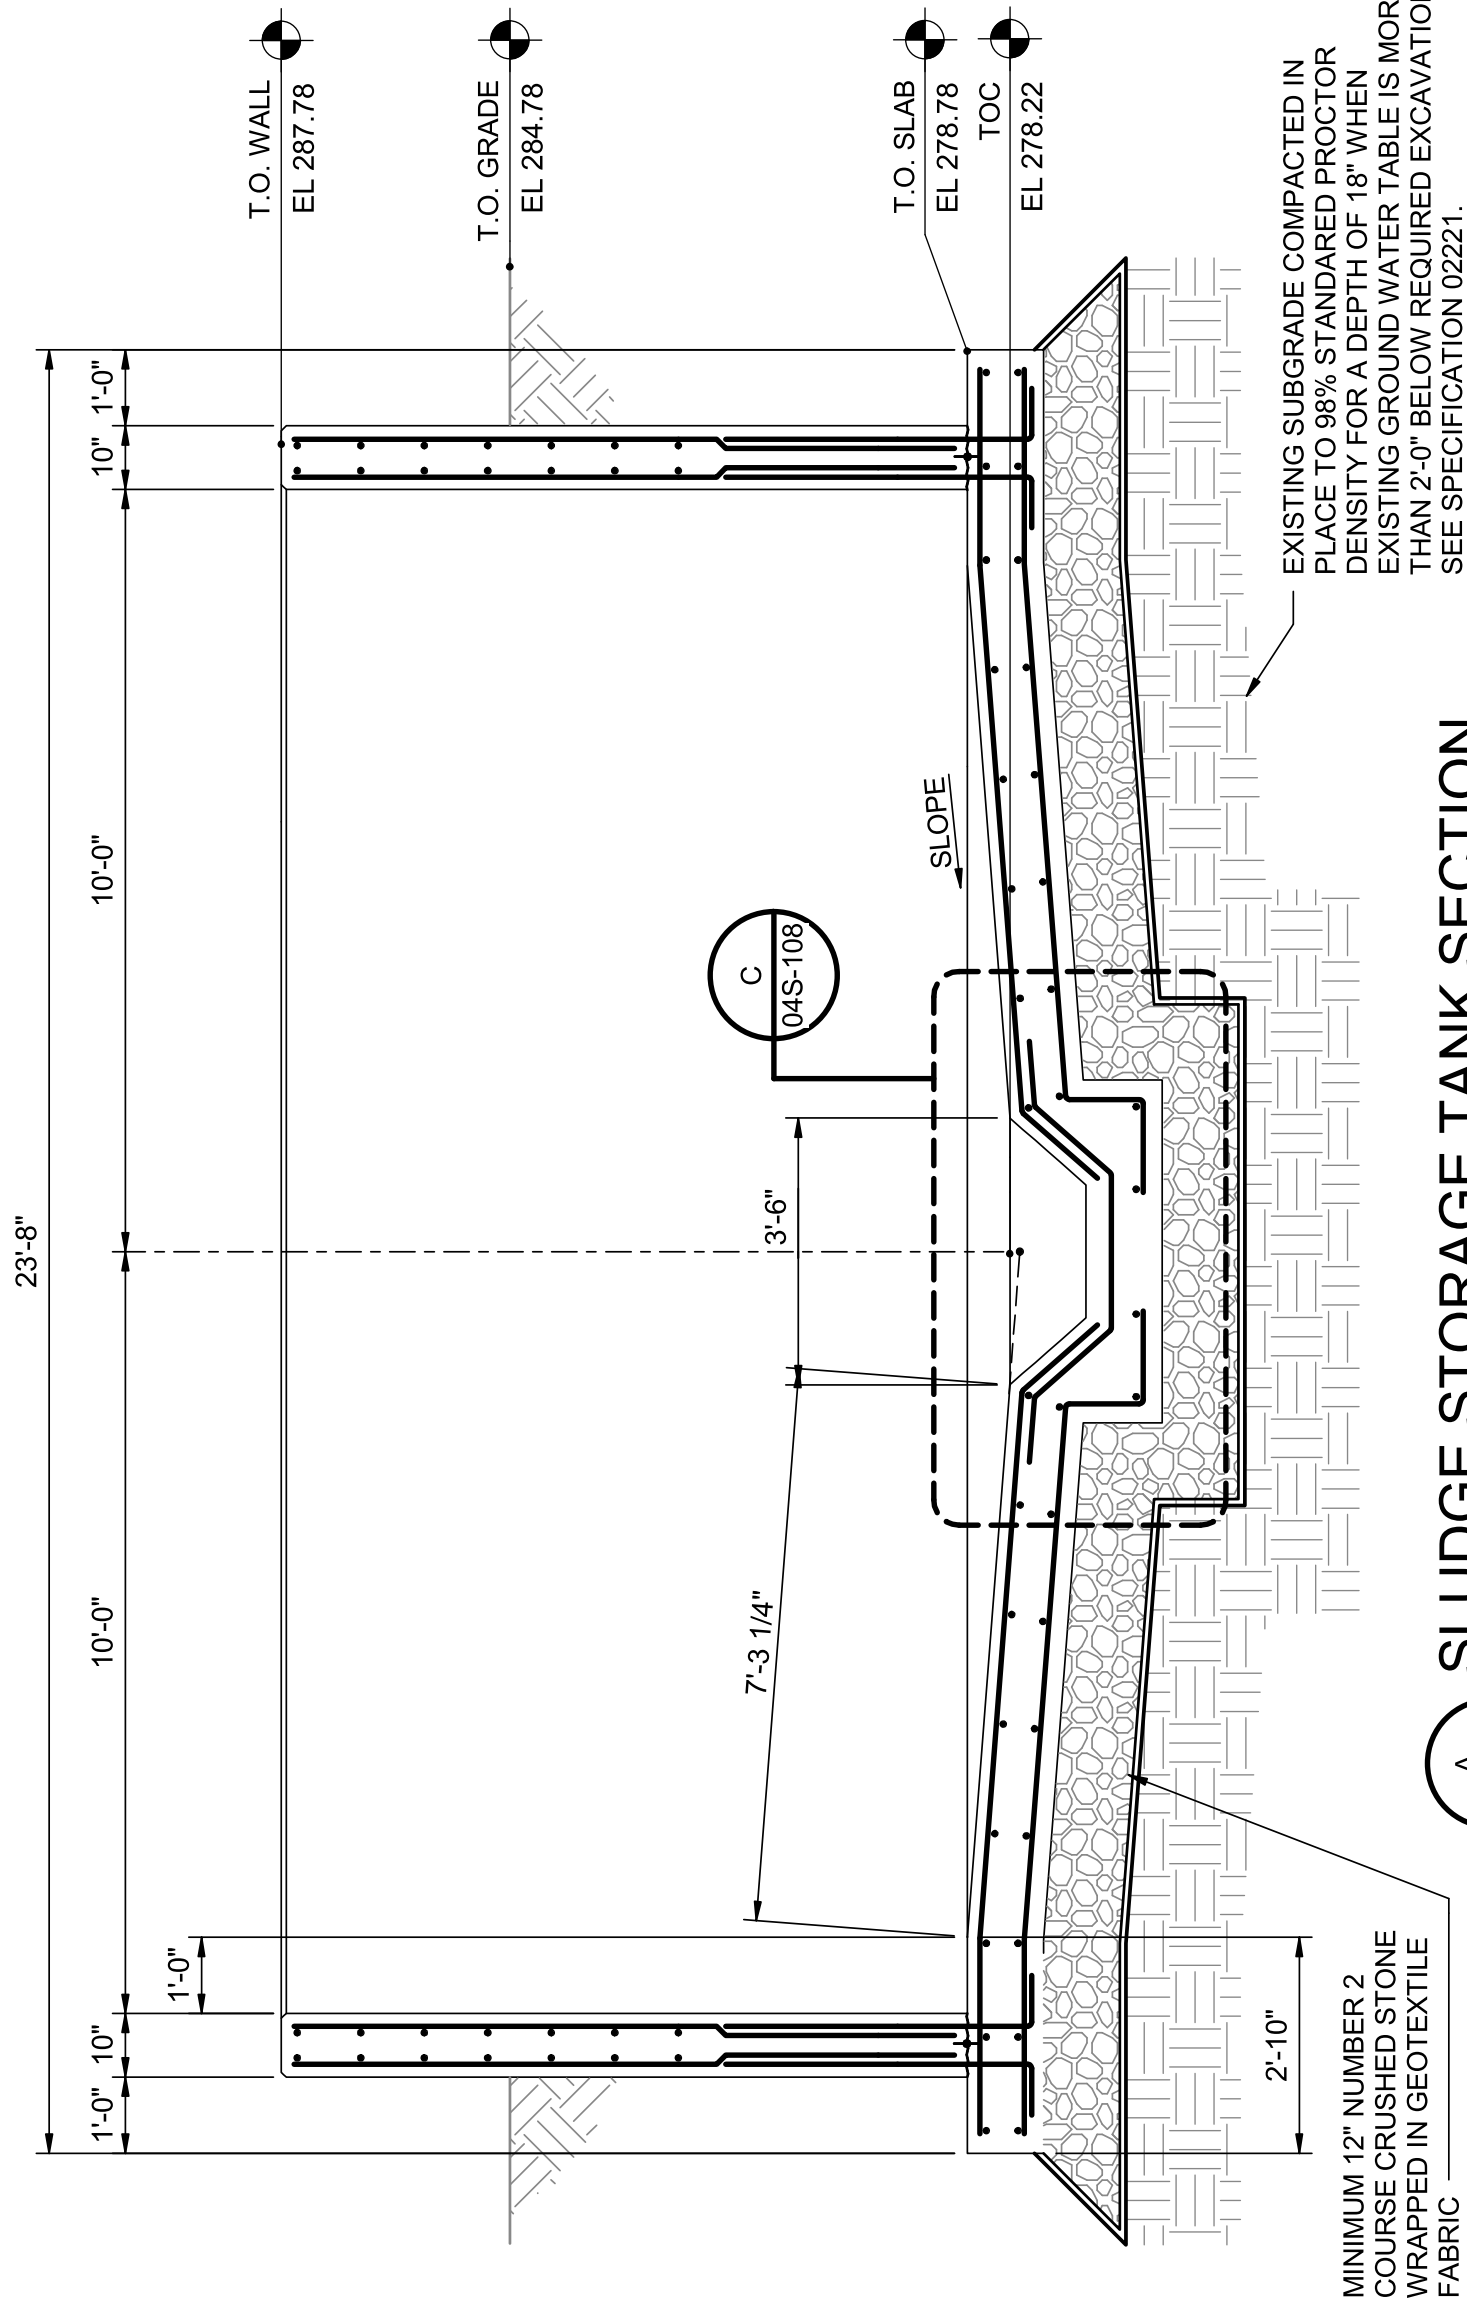 23'-8"
1'-0"
10"
10'-0"
10'-0"
10"
1'-0"
1'-0"
T.O. WALL
EL 287.78
T.O. GRADE
EL 284.78
T.O. SLAB
EL 278.78
TOC
EL 278.22
C
04S-108
SLOPE
3'-6"
7'-3 1/4"
2'-10"
MINIMUM 12" NUMBER 2
COURSE CRUSHED STONE
WRAPPED IN GEOTEXTILE
FABRIC
EXISTING SUBGRADE COMPACTED IN
PLACE TO 98% STANDARED PROCTOR
DENSITY FOR A DEPTH OF 18" WHEN
EXISTING GROUND WATER TABLE IS MOR
THAN 2'-0" BELOW REQUIRED EXCAVATIO
SEE SPECIFICATION 02221.
A
SLUDGE STORAGE TANK SECTION